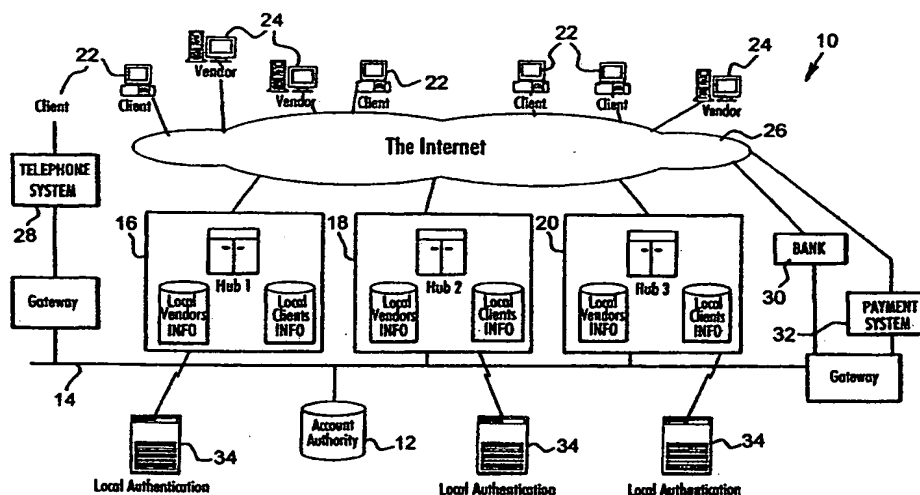 22
24
22
24
10
Vendor
Client
Client
Vendor
Client
22
Client
Client
Vendor
26
The Internet
TELEPHONE
SYSTEM
28
16
18
20
BANK
30
Hub 1
Hub 2
Hub 3
Gateway
Local
Vendors
INFO
Local
Clients
INFO
Local
Vendors
INFO
Local
Clients
INFO
Local
Vendors
INFO
Local
Clients
INFO
32
PAYMENT
SYSTEM
Gateway
14
Account
Authority
12
34
34
34
Local Authentication
Local Authentication
Local Authentication